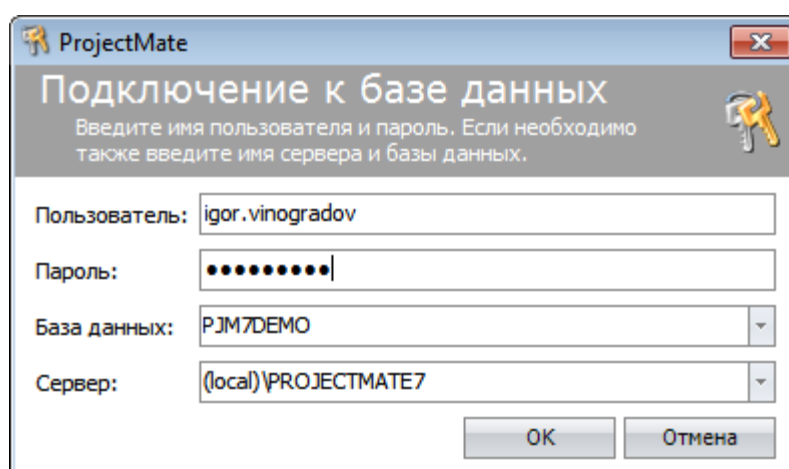 ProjectMate
Подключение к базе данных
Введите имя пользователя и пароль. Если необходимо
также введите имя сервера и базы данных.
Пользователь: igor.vinogradov
Пароль: ●●●●●●●●●
База данных: PJM7DEMO
Сервер: (local)\PROJECTMATE7
ОК Отмена